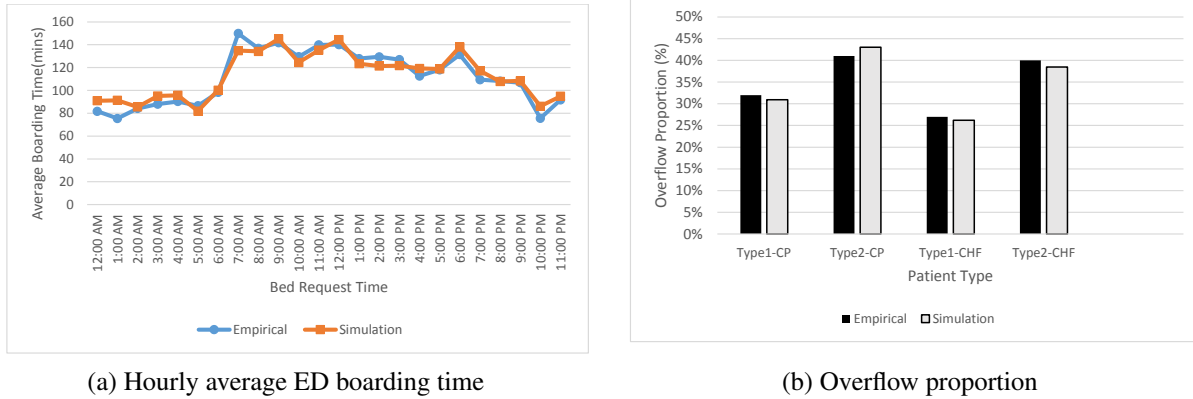 160
140
120
100
80
60
40
20
0
Average Boarding Time(mins)
12:00 AM
1:00 AM
2:00 AM
3:00 AM
4:00 AM
5:00 AM
6:00 AM
7:00 AM
8:00 AM
9:00 AM
10:00 AM
11:00 AM
12:00 PM
1:00 PM
2:00 PM
3:00 PM
4:00 PM
5:00 PM
6:00 PM
7:00 PM
8:00 PM
9:00 PM
10:00 PM
11:00 PM
Bed Request Time
Empirical Simulation
(a) Hourly average ED boarding time
50%
45%
40%
35%
30%
25%
20%
15%
10%
5%
0%
Overflow Proportion (%)
Type1-CP Type2-CP Type1-CHF Type2-CHF
Patient Type
Empirical Simulation
(b) Overflow proportion